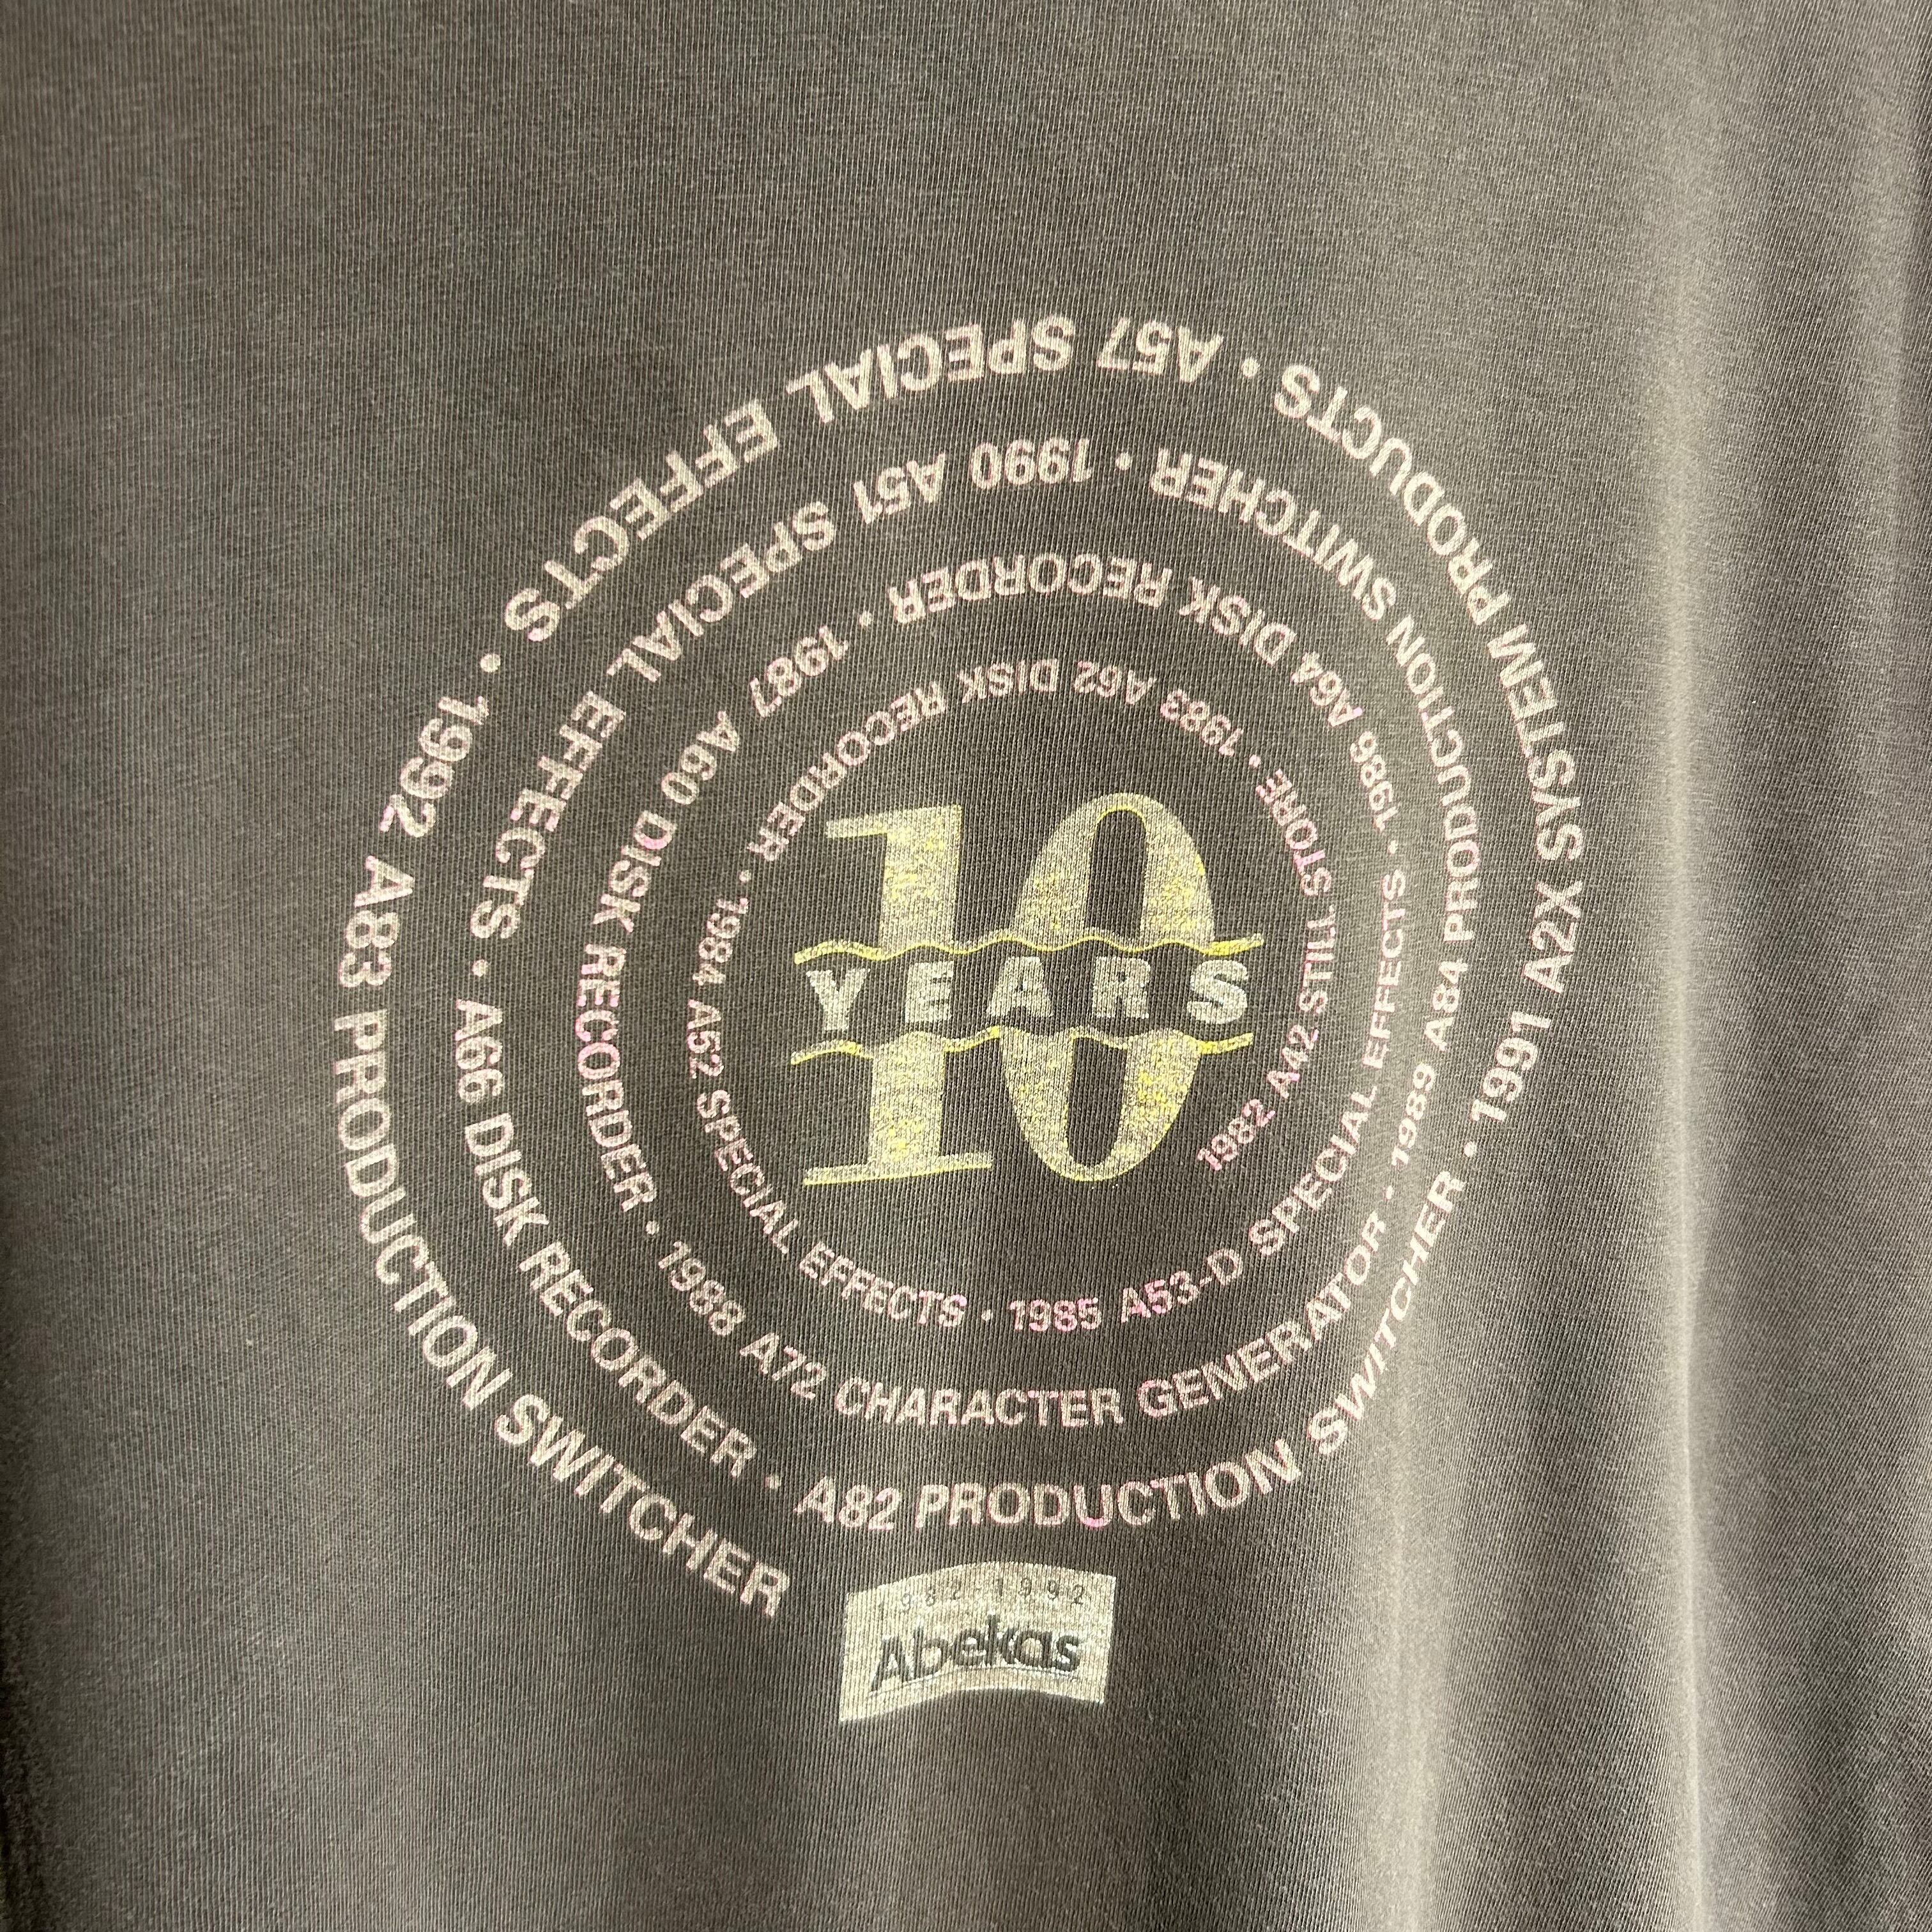 10
YEARS
1982 A42 STILL STORE • 1983 A62 DISK RECORDER • 1984 A52 SPECIAL EFFECTS • 1985 A53-D SPECIAL EFFECTS • 1986 A64 DISK RECORDER • 1987 A60 DISK RECORDER • 1988 A72 CHARACTER GENERATOR • 1989 A84 PRODUCTION SWITCHER • 1990 A51 SPECIAL EFFECTS • A66 DISK RECORDER • A82 PRODUCTION SWITCHER • 1991 A2X SYSTEM PRODUCTS • A57 SPECIAL EFFECTS • 1992 A83 PRODUCTION SWITCHER
1982-1992
Abekas